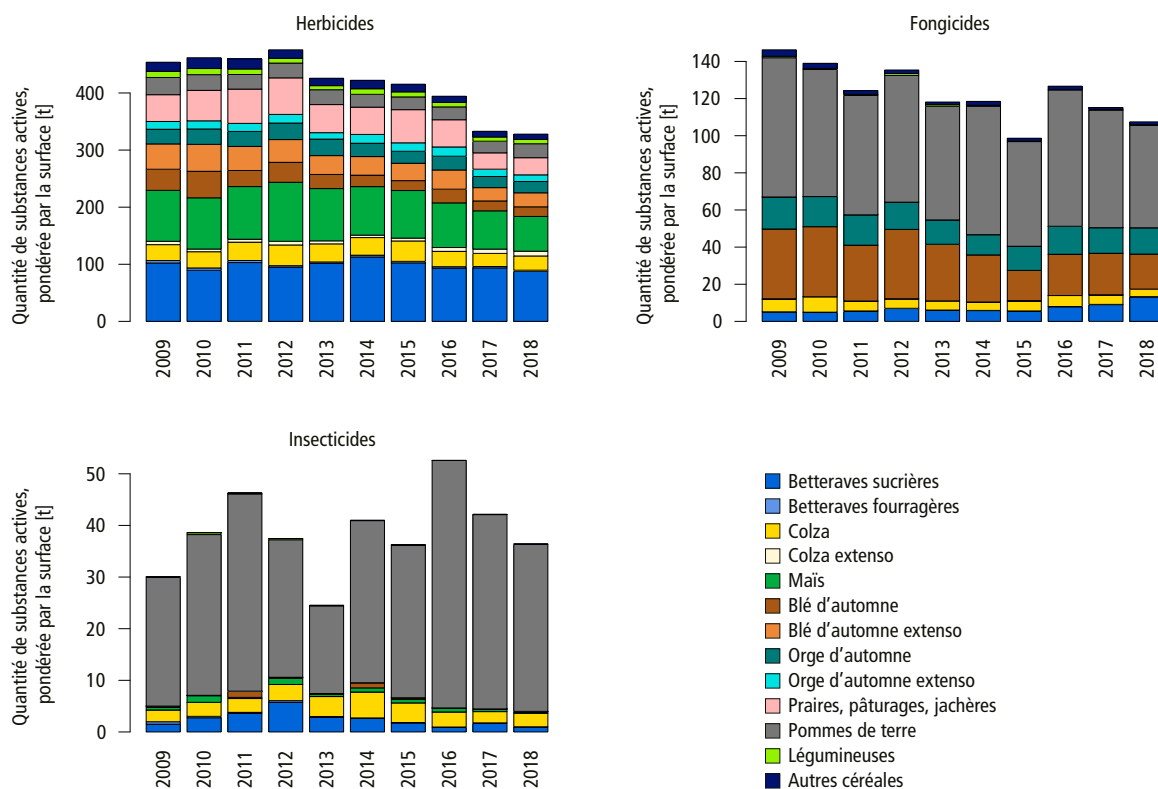 Herbicides
Quantité de substances actives,
pondérée par la surface [t]
400
300
200
100
0
2009
2010
2011
2012
2013
2014
2015
2016
2017
2018
Fongicides
Quantité de substances actives,
pondérée par la surface [t]
140
120
100
80
60
40
20
0
2009
2010
2011
2012
2013
2014
2015
2016
2017
2018
Insecticides
Quantité de substances actives,
pondérée par la surface [t]
50
40
30
20
10
0
2009
2010
2011
2012
2013
2014
2015
2016
2017
2018
Betteraves sucrières
Betteraves fourragères
Colza
Colza extenso
Maïs
Blé d'automne
Blé d'automne extenso
Orge d'automne
Orge d'automne extenso
Praires, pâturages, jachères
Pommes de terre
Légumineuses
Autres céréales